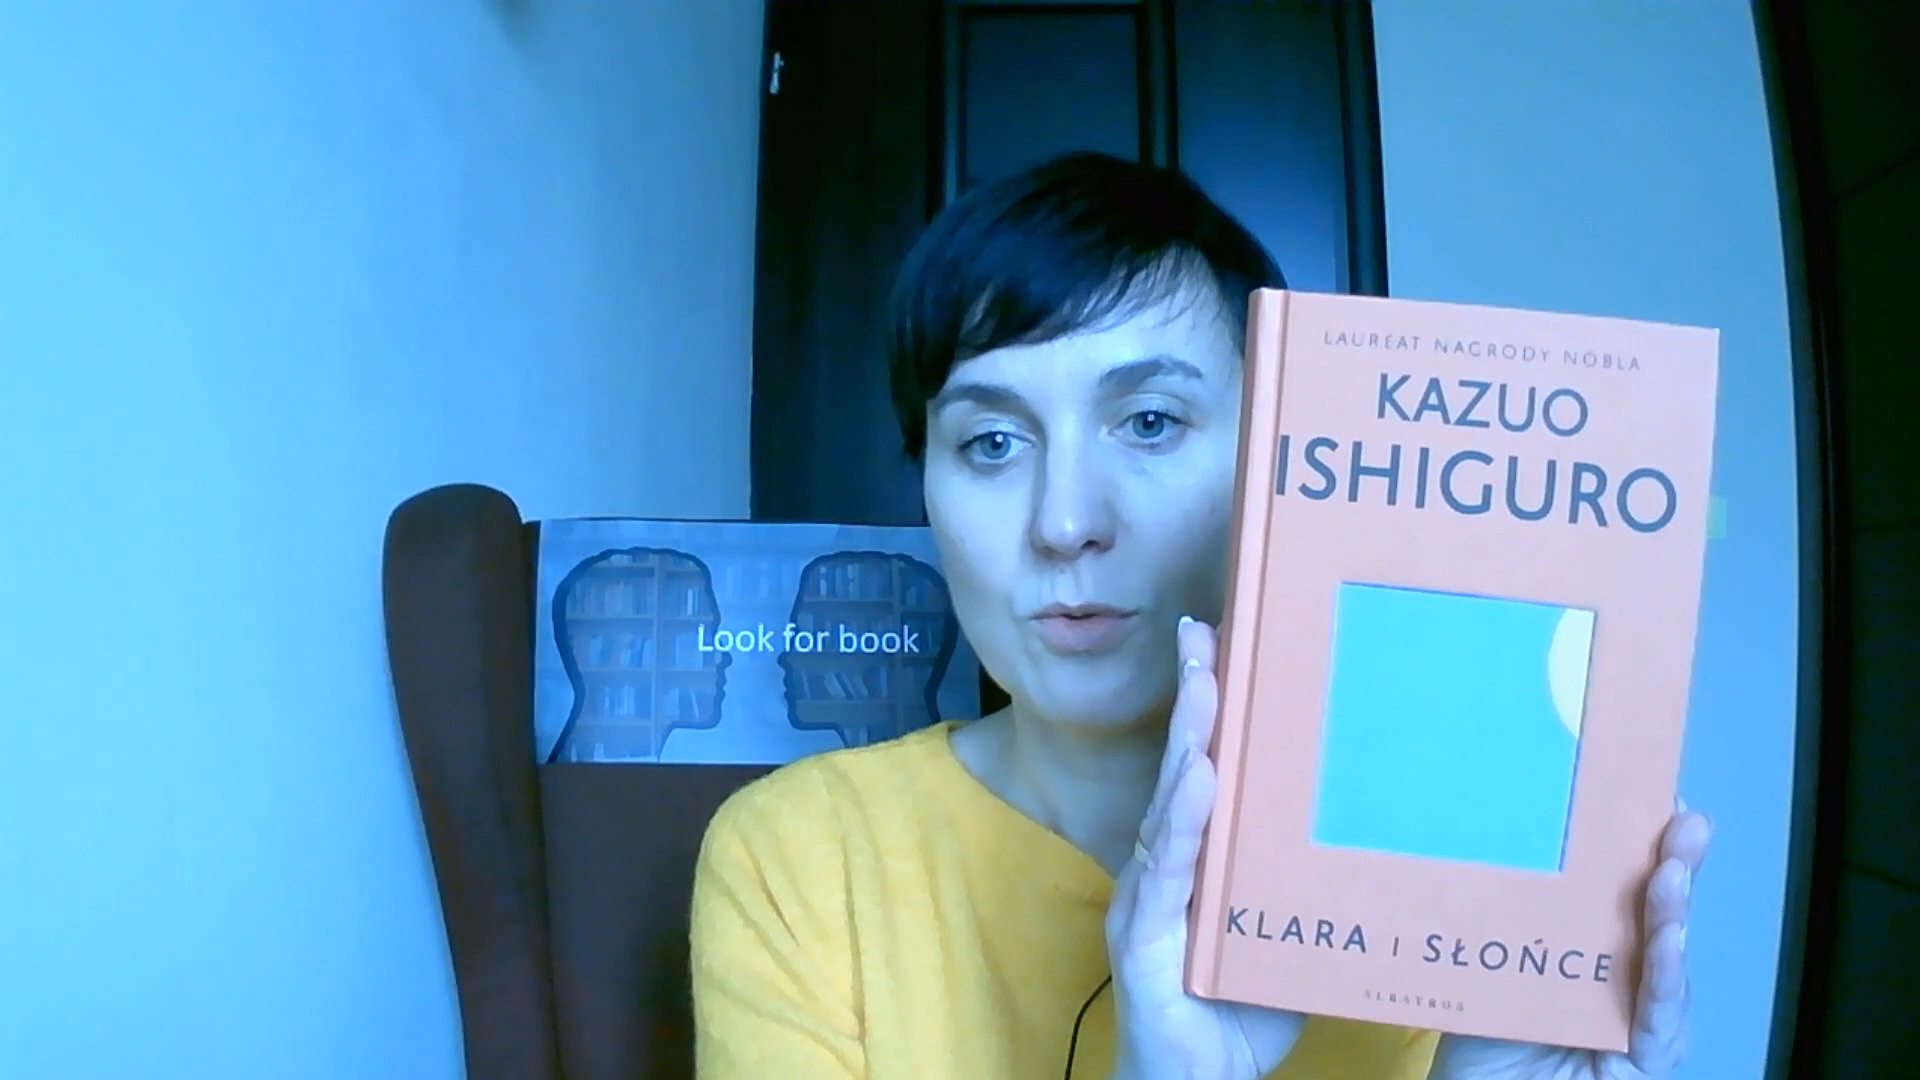 LAUREAT NAGRODY NOBLA
KAZUO
ISHIGURO
KLARA I SŁOŃCE
ALBATROS
Look for book